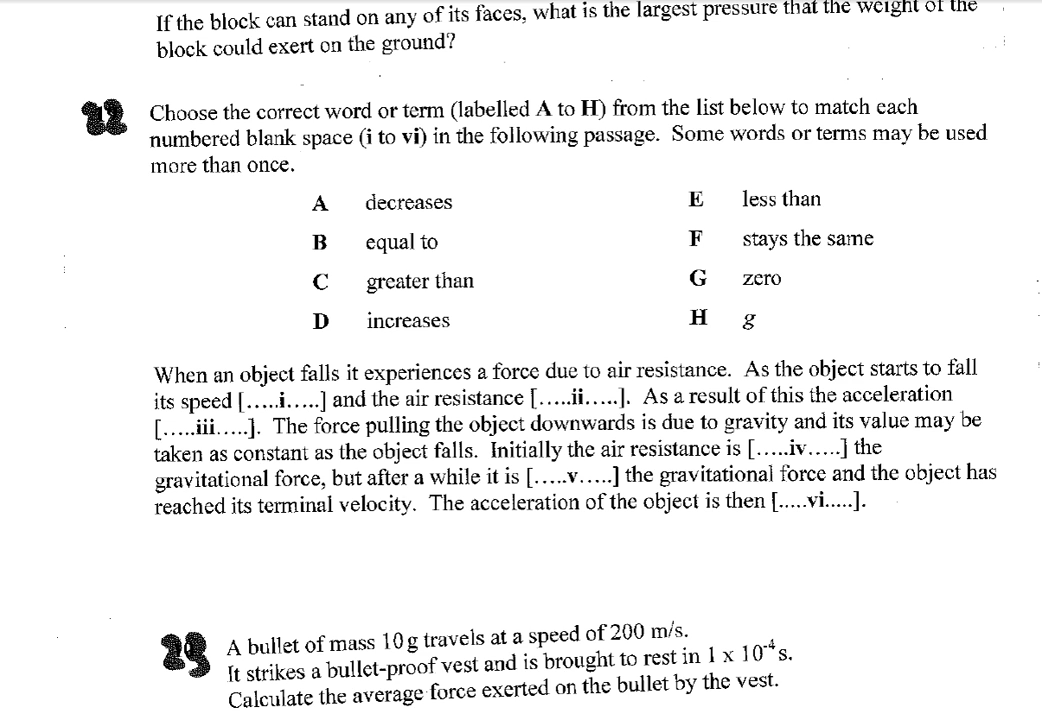 If the block can stand on any of its faces, what is the largest pressure that the weight of the
block could exert on the ground?
22 Choose the correct word or term (labelled A to H) from the list below to match each
numbered blank space (i to vi) in the following passage. Some words or terms may be used
more than once.
A decreases E less than
B equal to F stays the same
C greater than G zero
D increases H g
When an object falls it experiences a force due to air resistance. As the object starts to fall
its speed [.....i.....] and the air resistance [.....ii.....]. As a result of this the acceleration
[.....iii.....]. The force pulling the object downwards is due to gravity and its value may be
taken as constant as the object falls. Initially the air resistance is [.....iv.....] the
gravitational force, but after a while it is [.....v.....] the gravitational force and the object has
reached its terminal velocity. The acceleration of the object is then [.....vi.....].
23 A bullet of mass 10g travels at a speed of 200 m/s.
It strikes a bullet-proof vest and is brought to rest in 1 x 10⁻⁴s.
Calculate the average force exerted on the bullet by the vest.